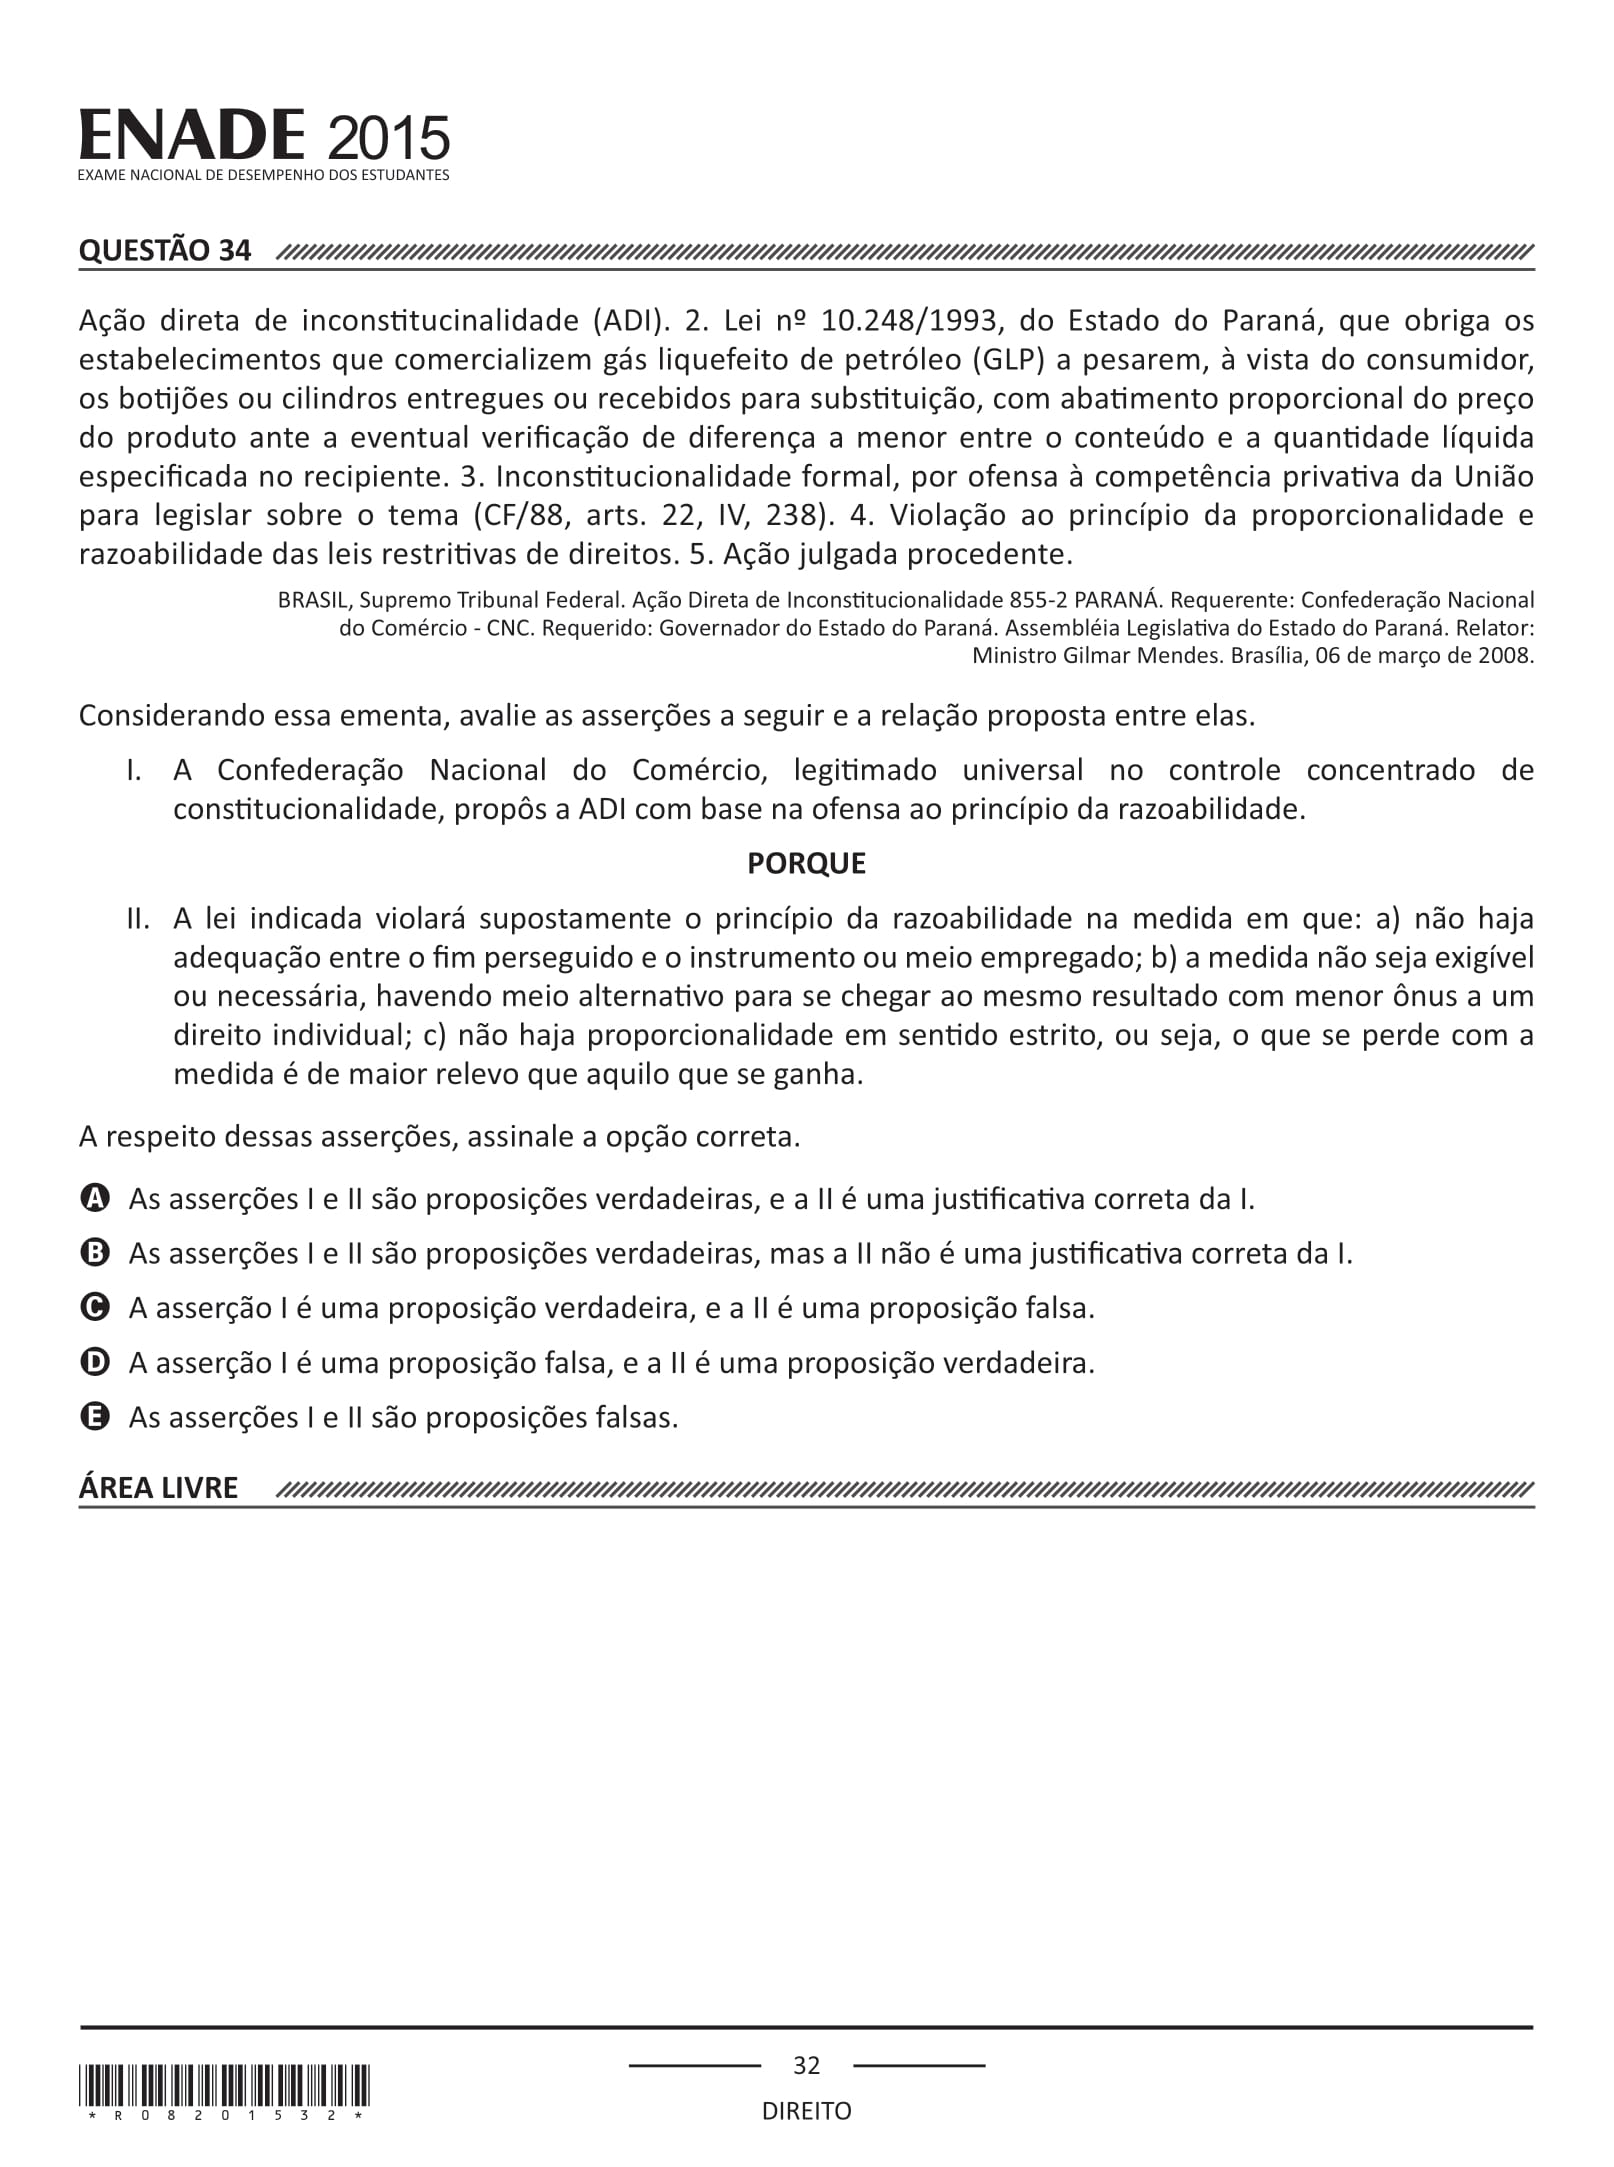 ENADE 2015
EXAME NACIONAL DE DESEMPENHO DOS ESTUDANTES
QUESTÃO 34
Ação direta de inconstitucinalidade (ADI). 2. Lei nº 10.248/1993, do Estado do Paraná, que obriga os
estabelecimentos que comercializem gás liquefeito de petróleo (GLP) a pesarem, à vista do consumidor,
os botijões ou cilindros entregues ou recebidos para substituição, com abatimento proporcional do preço
do produto ante a eventual verificação de diferença a menor entre o conteúdo e a quantidade líquida
especificada no recipiente. 3. Inconstitucionalidade formal, por ofensa à competência privativa da União
para legislar sobre o tema (CF/88, arts. 22, IV, 238). 4. Violação ao princípio da proporcionalidade e
razoabilidade das leis restritivas de direitos. 5. Ação julgada procedente.
BRASIL, Supremo Tribunal Federal. Ação Direta de Inconstitucionalidade 855-2 PARANÁ. Requerente: Confederação Nacional
do Comércio - CNC. Requerido: Governador do Estado do Paraná. Assembléia Legislativa do Estado do Paraná. Relator:
Ministro Gilmar Mendes. Brasília, 06 de março de 2008.
Considerando essa ementa, avalie as asserções a seguir e a relação proposta entre elas.
I. A Confederação Nacional do Comércio, legitimado universal no controle concentrado de
constitucionalidade, propôs a ADI com base na ofensa ao princípio da razoabilidade.
PORQUE
II. A lei indicada violará supostamente o princípio da razoabilidade na medida em que: a) não haja
adequação entre o fim perseguido e o instrumento ou meio empregado; b) a medida não seja exigível
ou necessária, havendo meio alternativo para se chegar ao mesmo resultado com menor ônus a um
direito individual; c) não haja proporcionalidade em sentido estrito, ou seja, o que se perde com a
medida é de maior relevo que aquilo que se ganha.
A respeito dessas asserções, assinale a opção correta.
A As asserções I e II são proposições verdadeiras, e a II é uma justificativa correta da I.
B As asserções I e II são proposições verdadeiras, mas a II não é uma justificativa correta da I.
C A asserção I é uma proposição verdadeira, e a II é uma proposição falsa.
D A asserção I é uma proposição falsa, e a II é uma proposição verdadeira.
E As asserções I e II são proposições falsas.
ÁREA LIVRE
32
DIREITO
*R08201532*